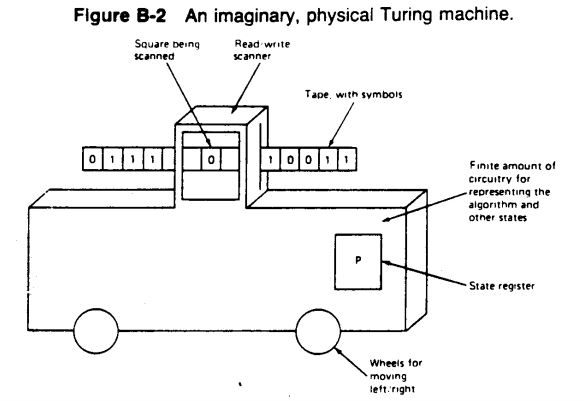 Figure B-2 An imaginary, physical Turing machine.
Square being
scanned
Read-write
scanner
Tape, with symbols
0 1 1 1 0 1 0 0 1 1
Finite amount of
circuitry for
representing the
algorithm and
other states
P
State register
Wheels for
moving
left/right